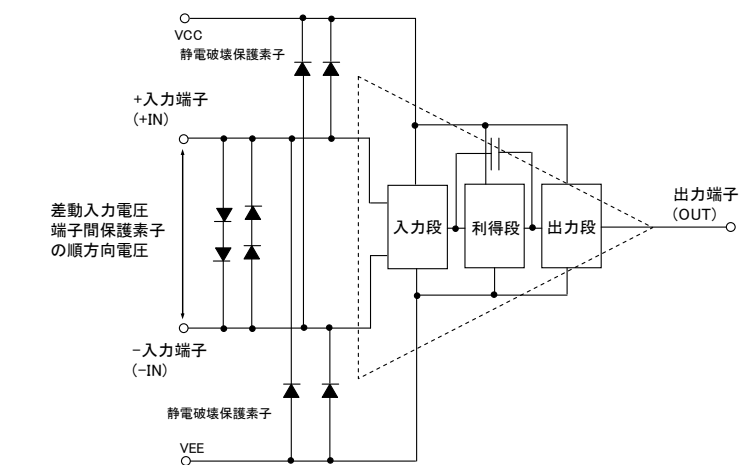 VCC
静電破壊保護素子
+入力端子
(+IN)
差動入力電圧
端子間保護素子
の順方向電圧
入力段
利得段
出力段
出力端子
(OUT)
-入力端子
(-IN)
静電破壊保護素子
VEE